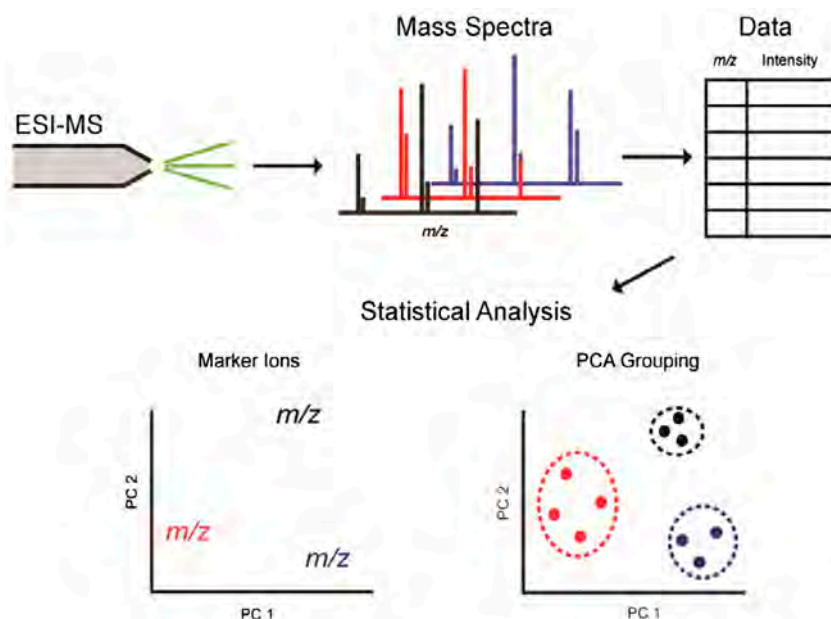 Mass Spectra
Data
m/z Intensity
ESI-MS
m/z
Statistical Analysis
Marker Ions
PCA Grouping
m/z
PC 2
m/z
m/z
PC 1
PC 2
PC 1